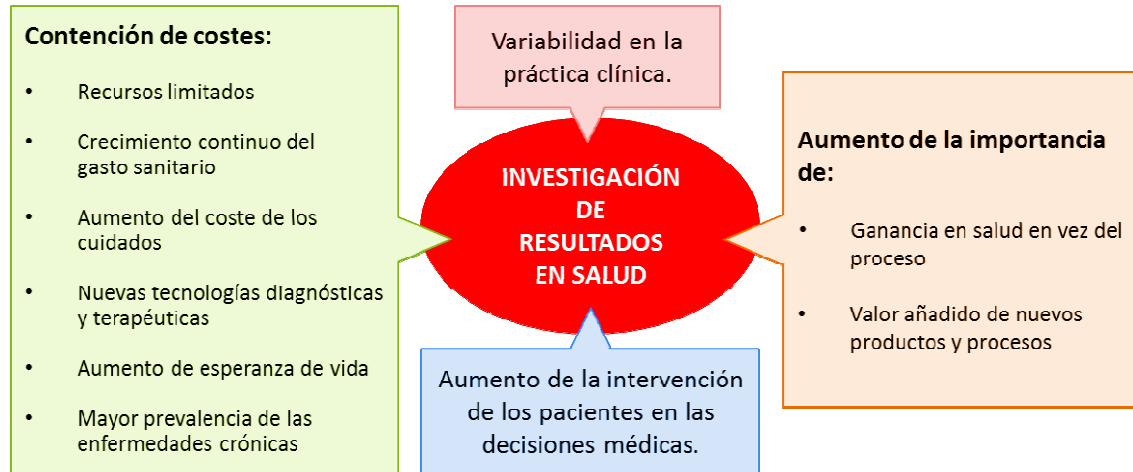 Contención de costes:
• Recursos limitados
• Crecimiento continuo del
gasto sanitario
• Aumento del coste de los
cuidados
• Nuevas tecnologías diagnósticas
y terapéuticas
• Aumento de esperanza de vida
• Mayor prevalencia de las
enfermedades crónicas
Variabilidad en la
práctica clínica.
INVESTIGACIÓN
DE
RESULTADOS
EN SALUD
Aumento de la intervención
de los pacientes en las
decisiones médicas.
Aumento de la importancia
de:
• Ganancia en salud en vez del
proceso
• Valor añadido de nuevos
productos y procesos